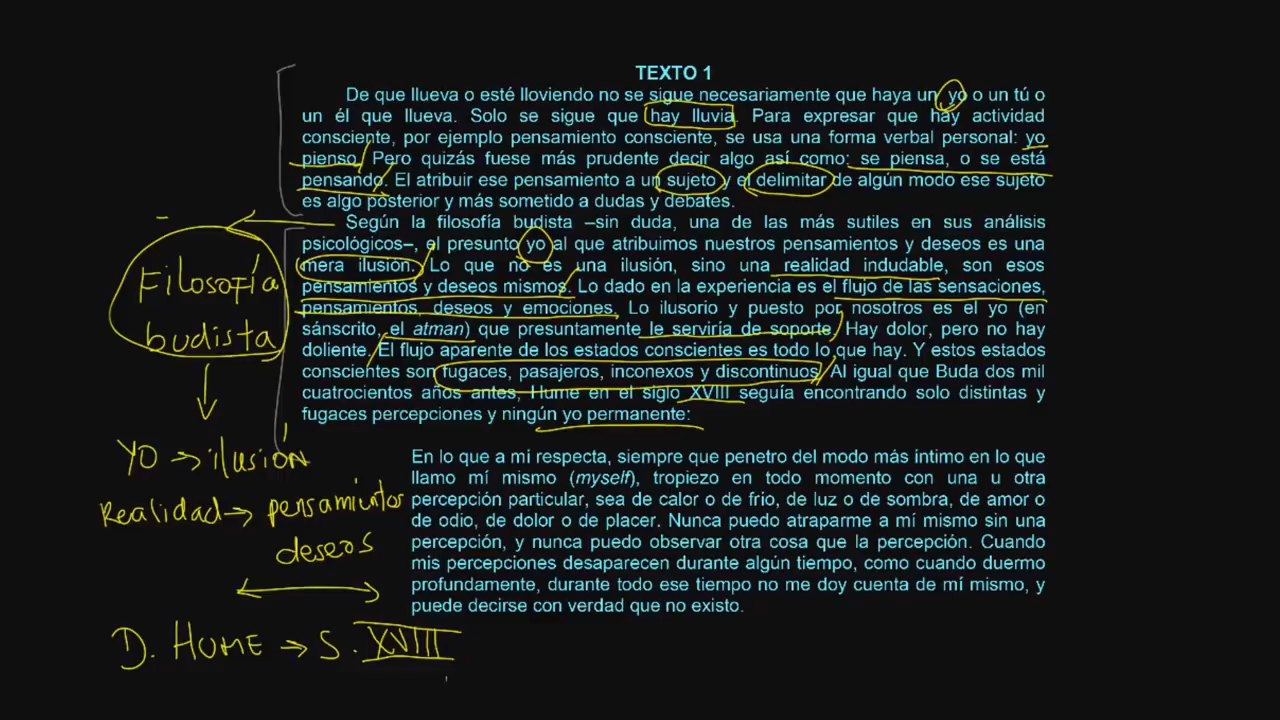 TEXTO 1
De que llueva o esté lloviendo no se sigue necesariamente que haya un yo o un tú o
un él que llueva. Solo se sigue que hay lluvia. Para expresar que hay actividad
consciente, por ejemplo pensamiento consciente, se usa una forma verbal personal: yo
pienso. Pero quizás fuese más prudente decir algo así como: se piensa, o se está
pensando. El atribuir ese pensamiento a un sujeto y el delimitar de algún modo ese sujeto
es algo posterior y más sometido a dudas y debates.
Según la filosofía budista –sin duda, una de las más sutiles en sus análisis
psicológicos–, el presunto yo al que atribuimos nuestros pensamientos y deseos es una
mera ilusión. Lo que no es una ilusión, sino una realidad indudable, son esos
pensamientos y deseos mismos. Lo dado en la experiencia es el flujo de las sensaciones,
pensamientos, deseos y emociones. Lo ilusorio y puesto por nosotros es el yo (en
sánscrito, el atman) que presuntamente le serviría de soporte. Hay dolor, pero no hay
doliente. El flujo aparente de los estados conscientes es todo lo que hay. Y estos estados
conscientes son fugaces, pasajeros, inconexos y discontinuos. Al igual que Buda dos mil
cuatrocientos años antes, Hume en el siglo XVIII seguía encontrando solo distintas y
fugaces percepciones y ningún yo permanente:
En lo que a mí respecta, siempre que penetro del modo más íntimo en lo que
llamo mí mismo (myself), tropiezo en todo momento con una u otra
percepción particular, sea de calor o de frio, de luz o de sombra, de amor o
de odio, de dolor o de placer. Nunca puedo atraparme a mí mismo sin una
percepción, y nunca puedo observar otra cosa que la percepción. Cuando
mis percepciones desaparecen durante algún tiempo, como cuando duermo
profundamente, durante todo ese tiempo no me doy cuenta de mí mismo, y
puede decirse con verdad que no existo.
Filosofía
budista
YO → ilusión
Realidad → pensamientos
deseos
D. HUME → S. XVIII